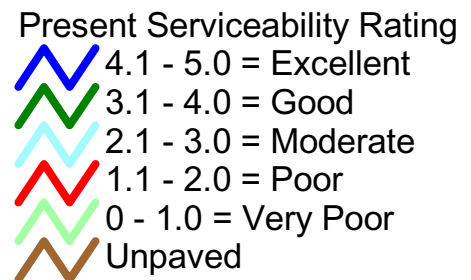 Present Serviceability Rating
4.1 - 5.0 = Excellent
3.1 - 4.0 = Good
2.1 - 3.0 = Moderate
1.1 - 2.0 = Poor
0 - 1.0 = Very Poor
Unpaved